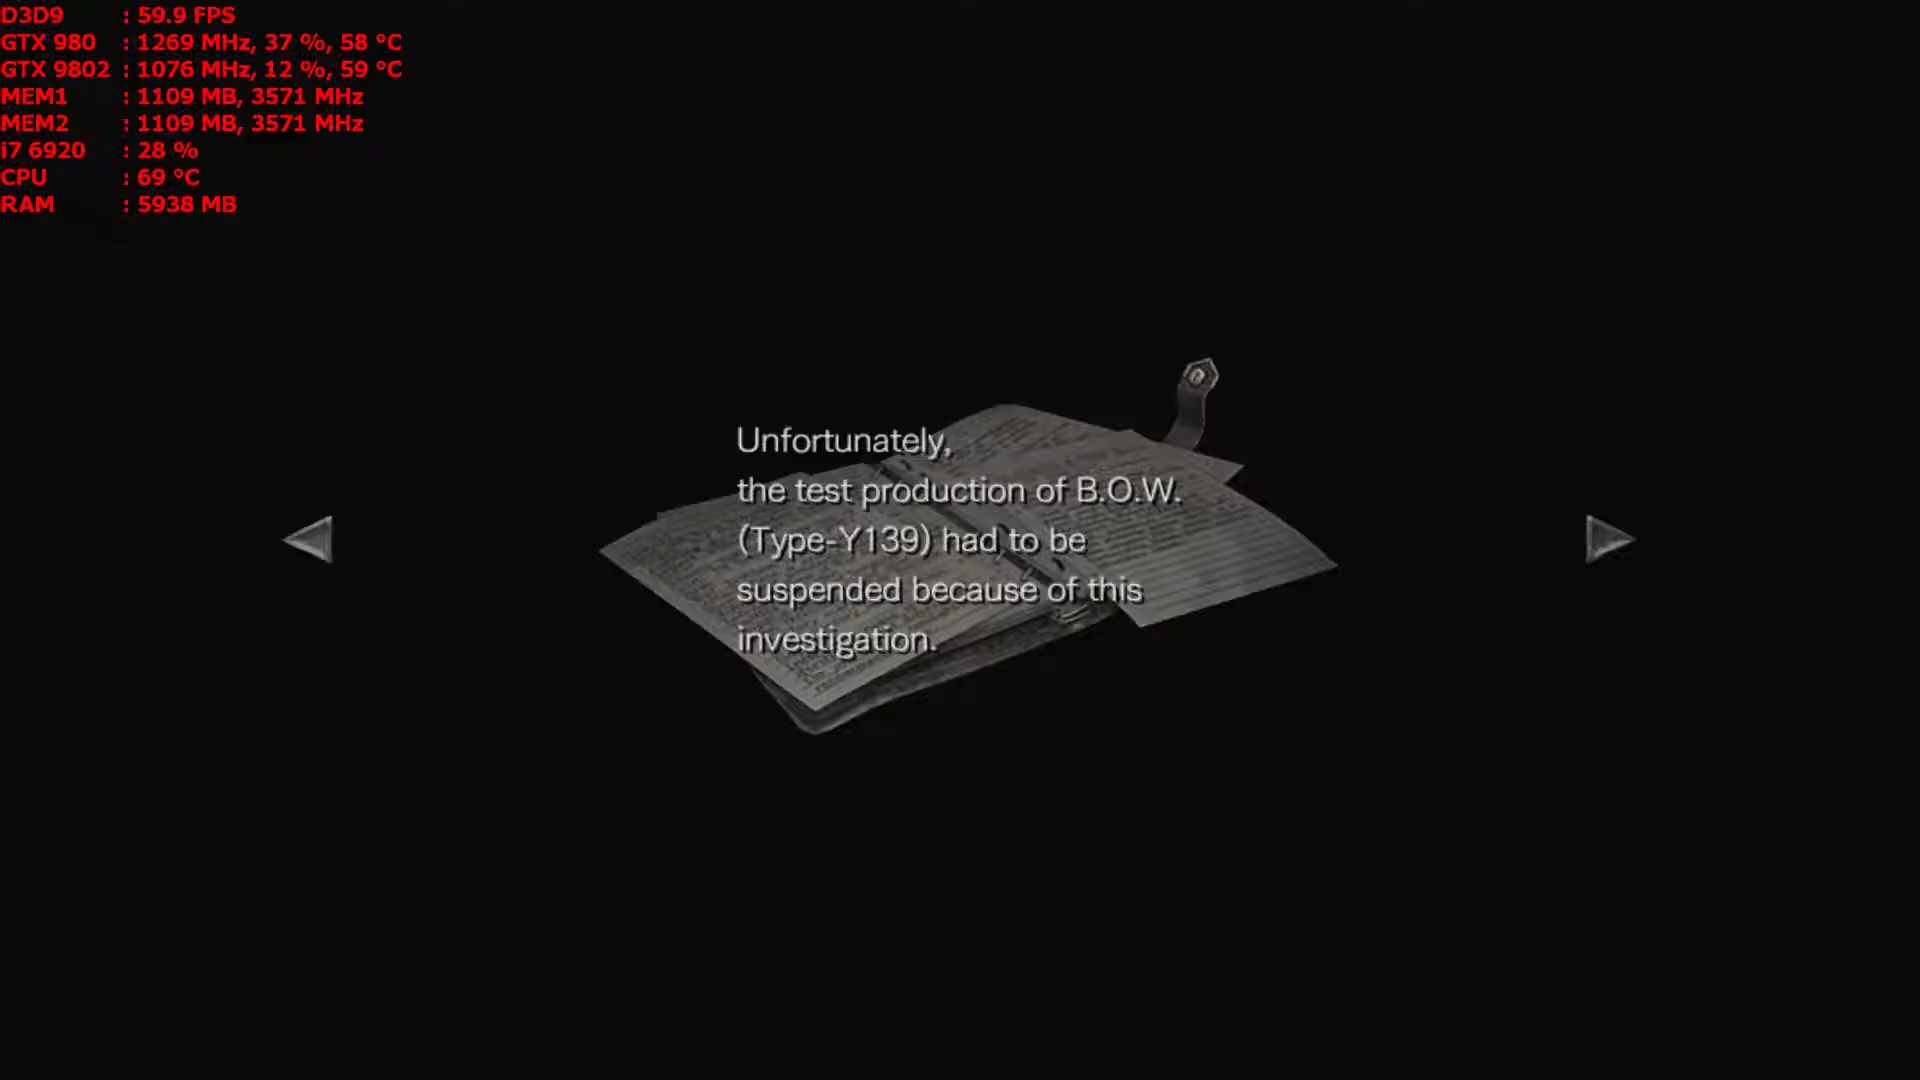 D3D9 : 59.9 FPS
GTX 980 : 1269 MHz, 37 %, 58 °C
GTX 9802 : 1076 MHz, 12 %, 59 °C
MEM1 : 1109 MB, 3571 MHz
MEM2 : 1109 MB, 3571 MHz
i7 6920 : 28 %
CPU : 69 °C
RAM : 5938 MB
Unfortunately,
the test production of B.O.W.
(Type-Y139) had to be
suspended because of this
investigation.